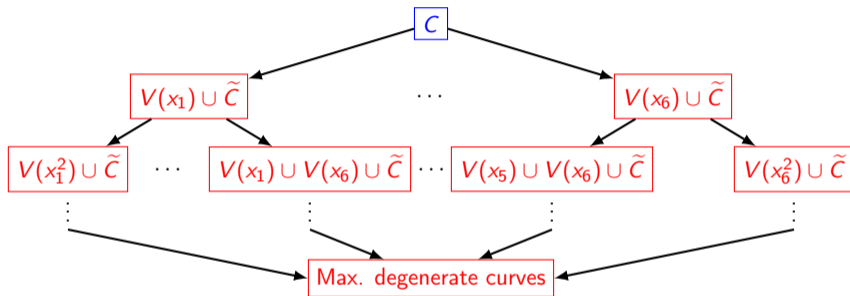 C
V(x₁) ∪ C̃ ⋯ V(x₆) ∪ C̃
V(x₁²) ∪ C̃ ⋯ V(x₁) ∪ V(x₆) ∪ C̃ ⋯ V(x₅) ∪ V(x₆) ∪ C̃ V(x₆²) ∪ C̃
Max. degenerate curves